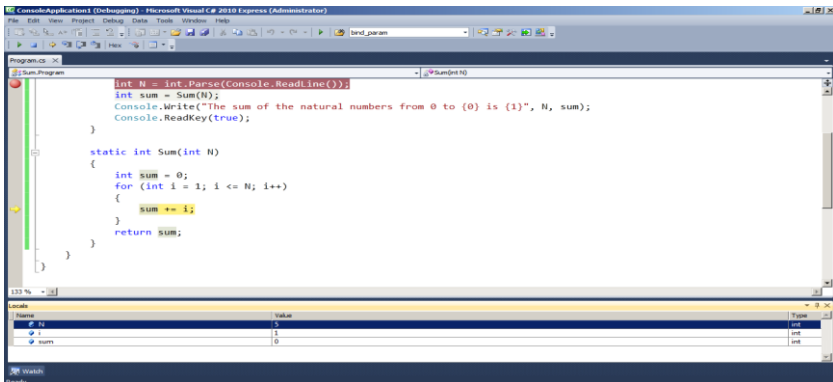 ConsoleApplication1 (Debugging) - Microsoft Visual C# 2010 Express (Administrator)
File Edit View Project Debug Data Tools Window Help
bind_param
Hex
Program.cs
Sum.Program Sum(int N)
int N = int.Parse(Console.ReadLine());
int sum = Sum(N);
Console.Write("The sum of the natural numbers from 0 to {0} is {1}", N, sum);
Console.ReadKey(true);
}
static int Sum(int N)
{
int sum = 0;
for (int i = 1; i <= N; i++)
{
sum += i;
}
return sum;
}
}
}
133 %
Locals
Name Value Type
N 5 int
i 1 int
sum 0 int
Watch
Ready